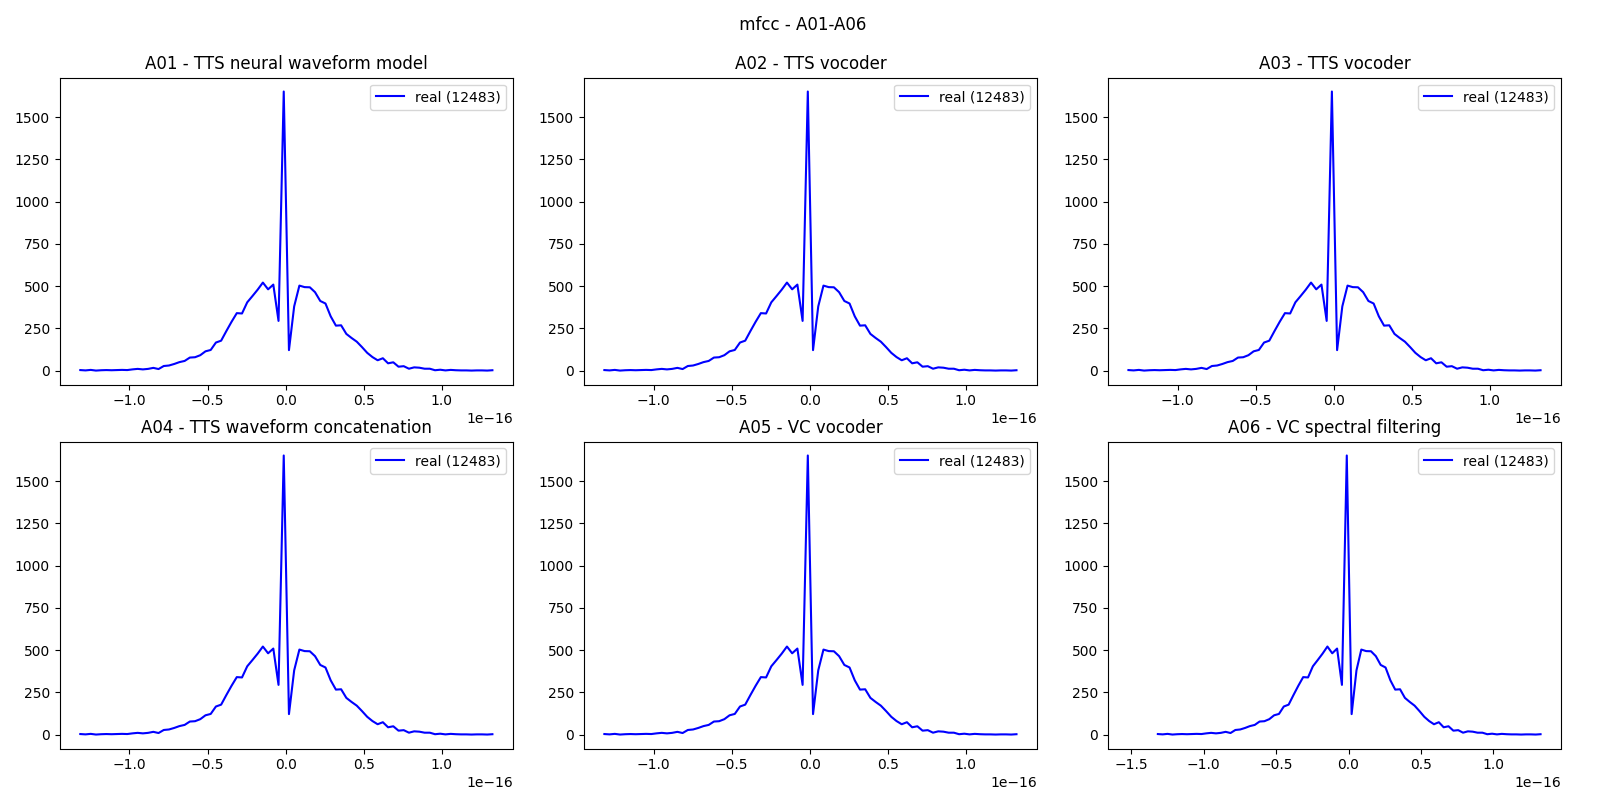 mfcc - A01-A06
A01 - TTS neural waveform model
real (12483)
1500
1250
1000
750
500
250
0
−1.0 −0.5 0.0 0.5 1.0
1e−16
A02 - TTS vocoder
real (12483)
1500
1250
1000
750
500
250
0
−1.0 −0.5 0.0 0.5 1.0
1e−16
A03 - TTS vocoder
real (12483)
1500
1250
1000
750
500
250
0
−1.0 −0.5 0.0 0.5 1.0
1e−16
A04 - TTS waveform concatenation
real (12483)
1500
1250
1000
750
500
250
0
−1.0 −0.5 0.0 0.5 1.0
1e−16
A05 - VC vocoder
real (12483)
1500
1250
1000
750
500
250
0
−1.0 −0.5 0.0 0.5 1.0
1e−16
A06 - VC spectral filtering
real (12483)
1500
1250
1000
750
500
250
0
−1.5 −1.0 −0.5 0.0 0.5 1.0
1e−16